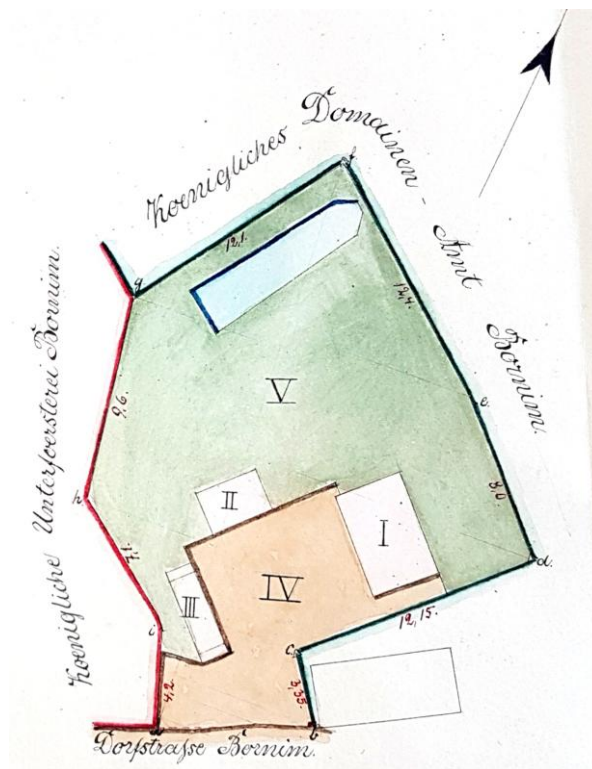 Koenigliches Domainen-Amt Bornim.
f
12,1.
12,4.
g
Koenigliche Unterfoersterei Bornim.
9,6.
V
e.
h
II
8,0.
I
7,1.
d.
IV
III
12,15.
i
c
4,2.
3,35.
a
b
Dorfstrasse Bornim.